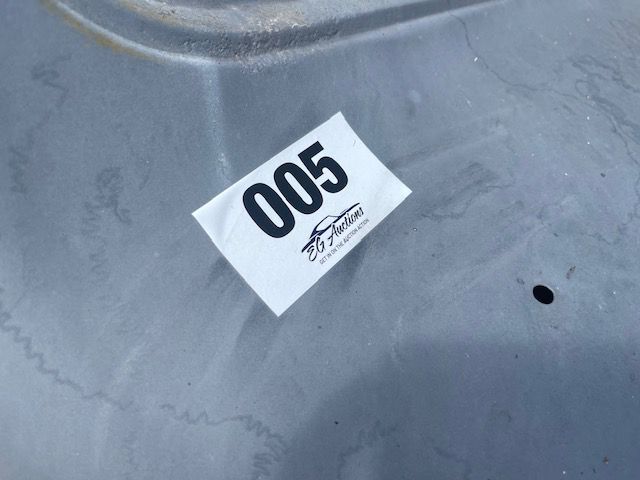 005
EG Auctions
GET IN ON THE AUCTION ACTION